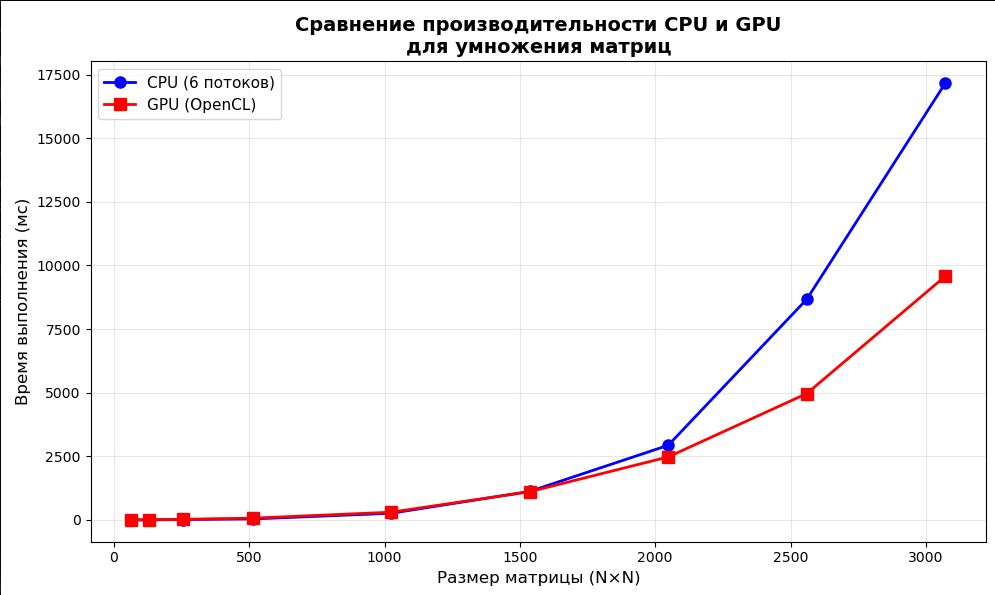 Сравнение производительности CPU и GPU
для умножения матриц
CPU (6 потоков)
GPU (OpenCL)
Время выполнения (мс)
17500
15000
12500
10000
7500
5000
2500
0
0
500
1000
1500
2000
2500
3000
Размер матрицы (N×N)